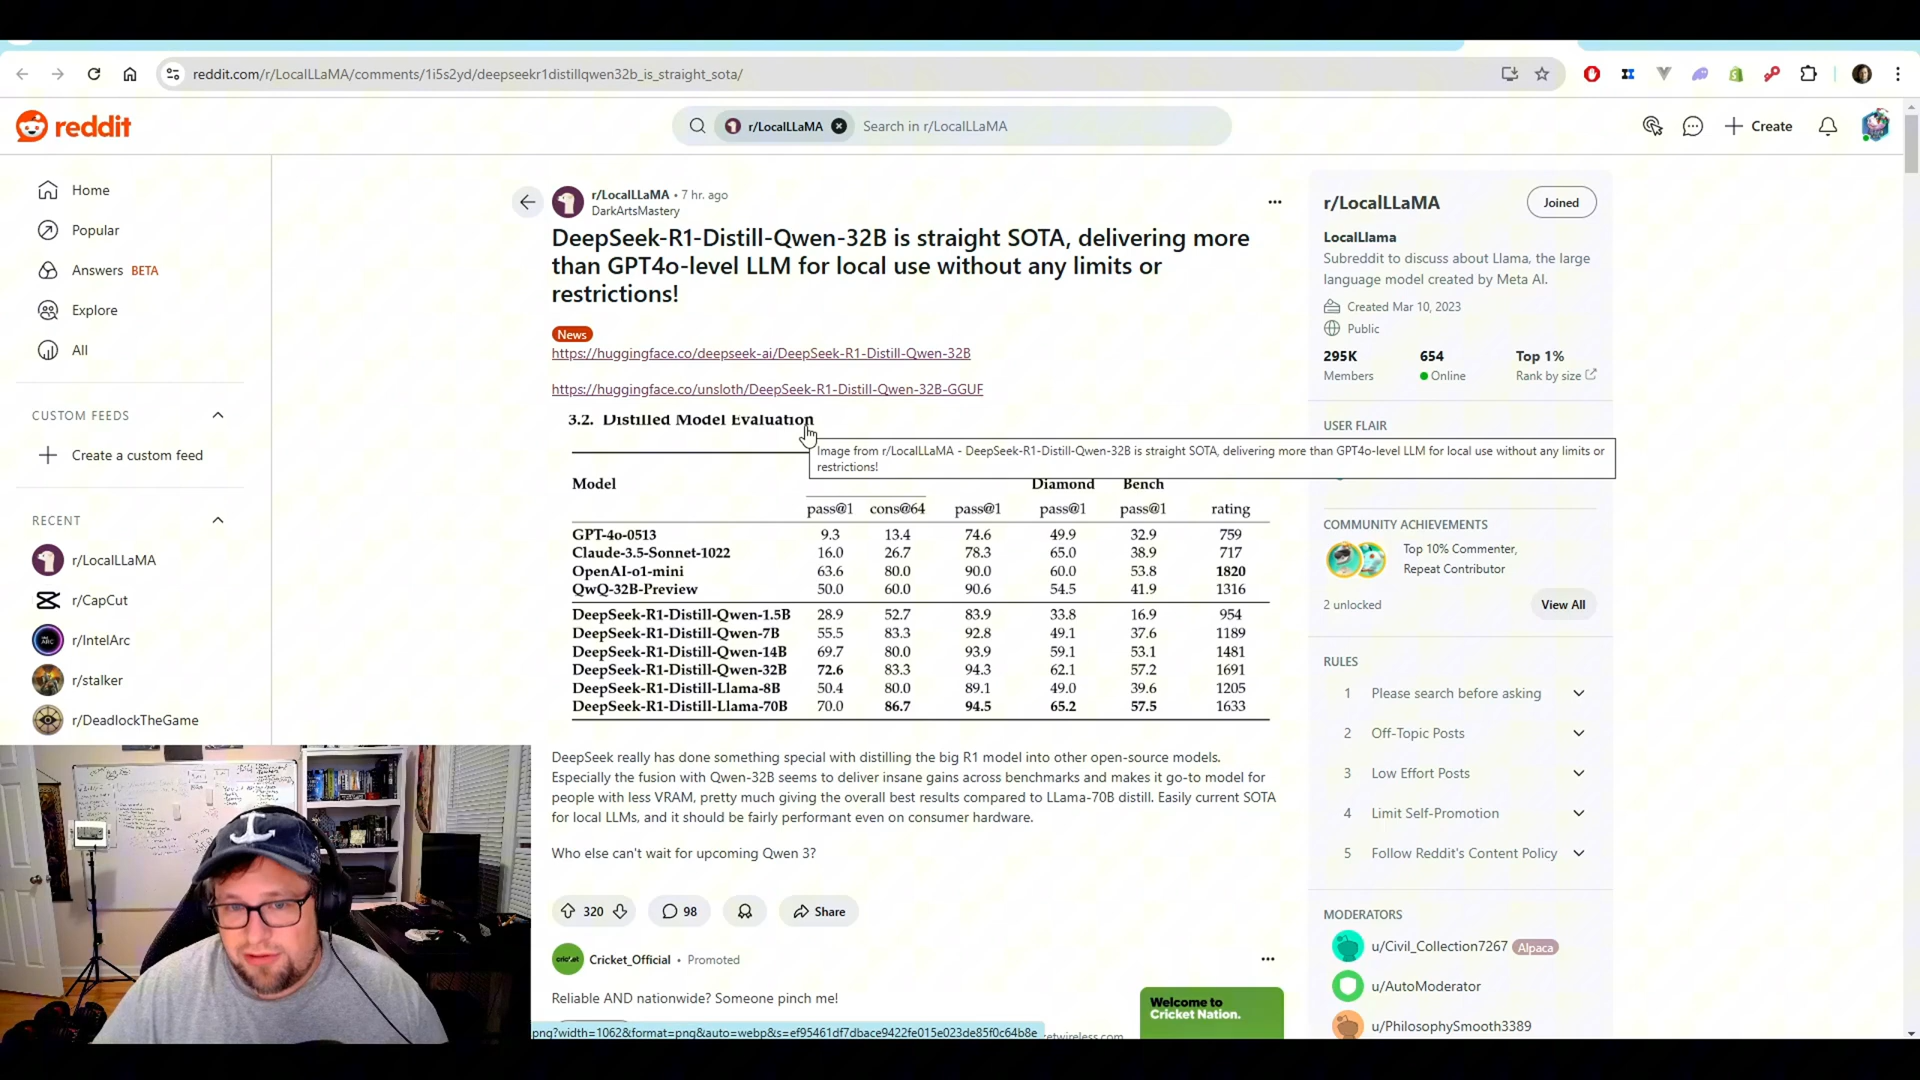 reddit.com/r/LocalLLaMA/comments/1i5s2yd/deepseekr1distillqwen32b_is_straight_sota/
reddit
r/LocalLLaMA
Search in r/LocalLLaMA
Create
Home
Popular
Answers BETA
Explore
All
CUSTOM FEEDS
Create a custom feed
RECENT
r/LocalLLaMA
r/CapCut
r/IntelArc
r/stalker
r/DeadlockTheGame
r/LocalLLaMA • 7 hr. ago
DarkArtsMastery
DeepSeek-R1-Distill-Qwen-32B is straight SOTA, delivering more
than GPT4o-level LLM for local use without any limits or
restrictions!
News
https://huggingface.co/deepseek-ai/DeepSeek-R1-Distill-Qwen-32B
https://huggingface.co/unsloth/DeepSeek-R1-Distill-Qwen-32B-GGUF
3.2. Distilled Model Evaluation
Image from r/LocalLLaMA - DeepSeek-R1-Distill-Qwen-32B is straight SOTA, delivering more than GPT4o-level LLM for local use without any limits or
restrictions!
Model Diamond Bench
pass@1 cons@64 pass@1 pass@1 pass@1 rating
GPT-4o-0513 9.3 13.4 74.6 49.9 32.9 759
Claude-3.5-Sonnet-1022 16.0 26.7 78.3 65.0 38.9 717
OpenAI-o1-mini 63.6 80.0 90.0 60.0 53.8 1820
QwQ-32B-Preview 50.0 60.0 90.6 54.5 41.9 1316
DeepSeek-R1-Distill-Qwen-1.5B 28.9 52.7 83.9 33.8 16.9 954
DeepSeek-R1-Distill-Qwen-7B 55.5 83.3 92.8 49.1 37.6 1189
DeepSeek-R1-Distill-Qwen-14B 69.7 80.0 93.9 59.1 53.1 1481
DeepSeek-R1-Distill-Qwen-32B 72.6 83.3 94.3 62.1 57.2 1691
DeepSeek-R1-Distill-Llama-8B 50.4 80.0 89.1 49.0 39.6 1205
DeepSeek-R1-Distill-Llama-70B 70.0 86.7 94.5 65.2 57.5 1633
DeepSeek really has done something special with distilling the big R1 model into other open-source models.
Especially the fusion with Qwen-32B seems to deliver insane gains across benchmarks and makes it go-to model for
people with less VRAM, pretty much giving the overall best results compared to LLama-70B distill. Easily current SOTA
for local LLMs, and it should be fairly performant even on consumer hardware.
Who else can't wait for upcoming Qwen 3?
320
98
Share
Cricket_Official • Promoted
Reliable AND nationwide? Someone pinch me!
Welcome to
Cricket Nation.
png?width=1062&format=png&auto=webp&s=ef95461df7dbace9422fe015e023de85f0c64b8e
etwireless.com
r/LocalLLaMA
Joined
LocalLlama
Subreddit to discuss about Llama, the large
language model created by Meta AI.
Created Mar 10, 2023
Public
295K 654 Top 1%
Members Online Rank by size
USER FLAIR
COMMUNITY ACHIEVEMENTS
Top 10% Commenter,
Repeat Contributor
2 unlocked
View All
RULES
1 Please search before asking
2 Off-Topic Posts
3 Low Effort Posts
4 Limit Self-Promotion
5 Follow Reddit's Content Policy
MODERATORS
u/Civil_Collection7267 Alpaca
u/AutoModerator
u/PhilosophySmooth3389